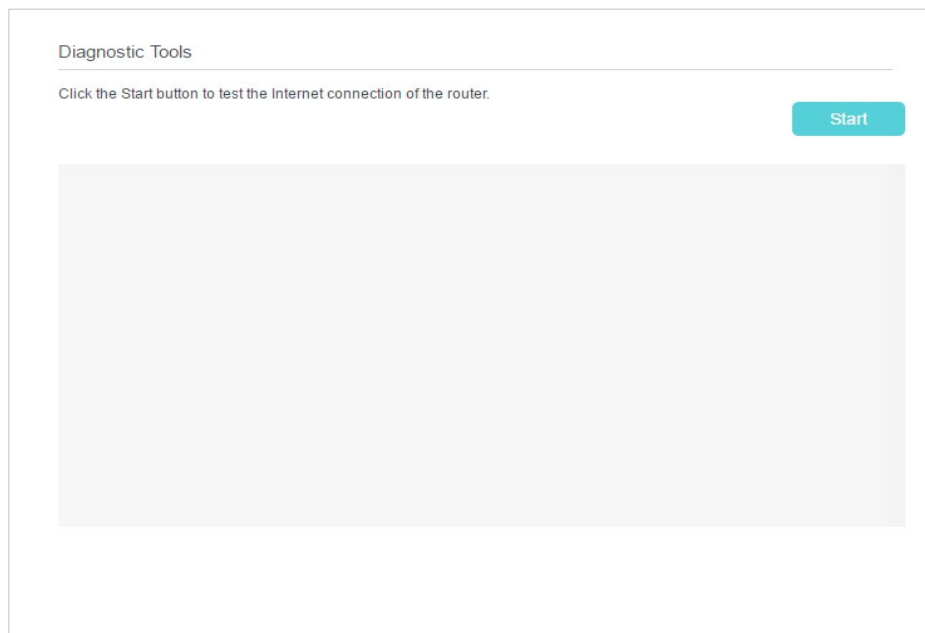 Diagnostic Tools
Click the Start button to test the Internet connection of the router.
Start